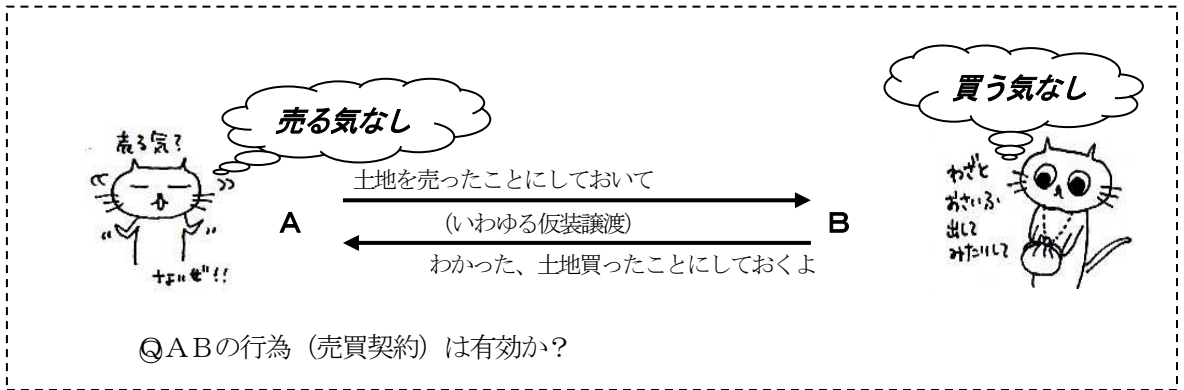 売る気なし
買う気なし
売る気?
ないぜ!!
土地を売ったことにしておいて
A
(いわゆる仮装譲渡)
B
わかった、土地買ったことにしておくよ
わざと
おさいふ
出して
みたりして
Ⓠ ABの行為(売買契約)は有効か?